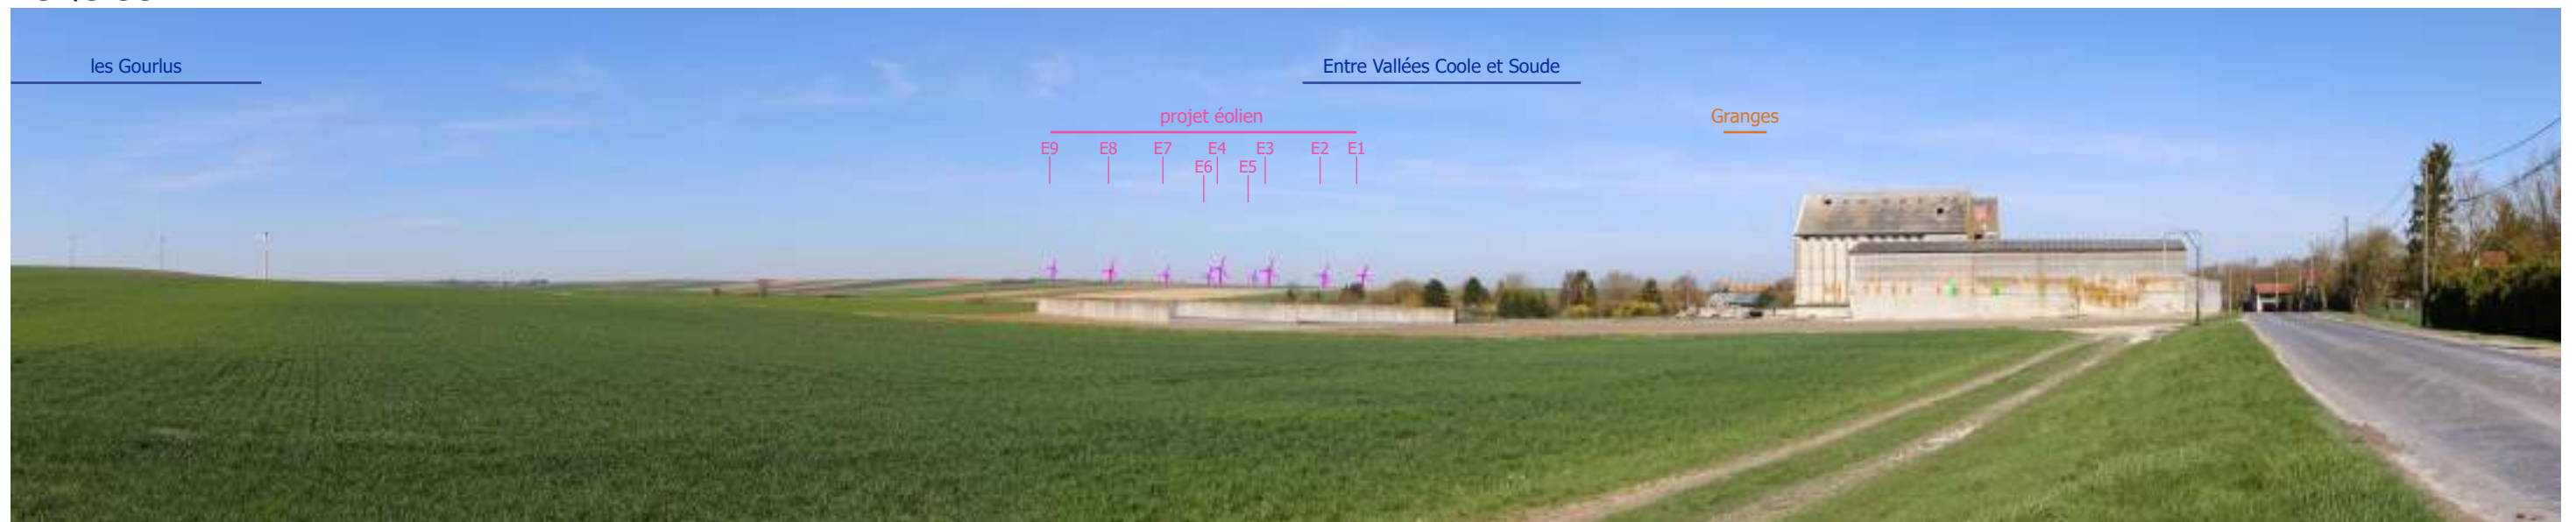 les Gourlus
Entre Vallées Coole et Soude
projet éolien
Granges
E9 E8 E7 E4 E3 E2 E1
E6 E5